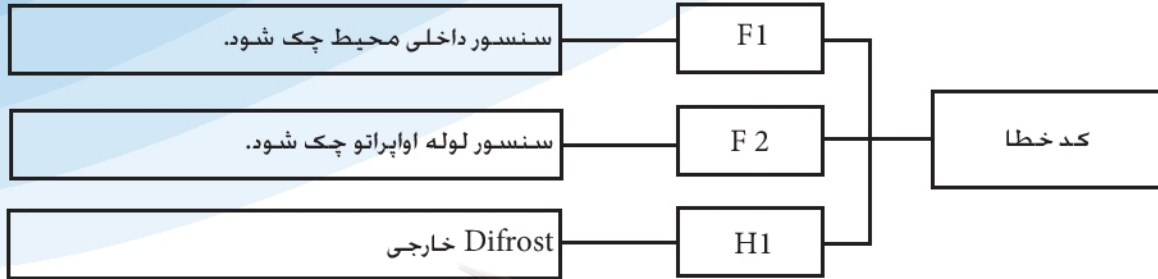 کد خطا
F1
سنسور داخلی محیط چک شود.
F 2
سنسور لوله اواپراتو چک شود.
H1
Difrost خارجی